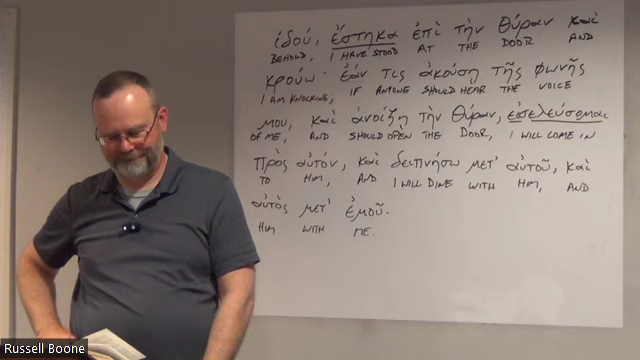 ἰδού, ἕστηκα ἐπὶ τὴν θύραν καὶ
BEHOLD, I HAVE STOOD AT THE DOOR AND
κρούω· ἐάν τις ἀκούσῃ τῆς φωνῆς
I AM KNOCKING; IF ANYONE SHOULD HEAR THE VOICE
μου, καὶ ἀνοίξῃ τὴν θύραν, εἰσελεύσομαι
OF ME, AND SHOULD OPEN THE DOOR, I WILL COME IN
πρὸς αὐτόν, καὶ δειπνήσω μετ' αὐτοῦ, καὶ
TO HIM, AND I WILL DINE WITH HIM, AND
αὐτὸς μετ' ἐμοῦ.
HIM WITH ME.
Russell Boone